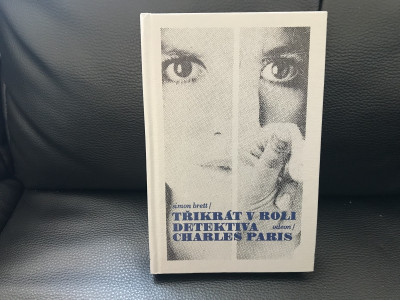 simon brett/
TŘIKRÁT V ROLI
DETEKTIVA odeon/
CHARLES PARIS